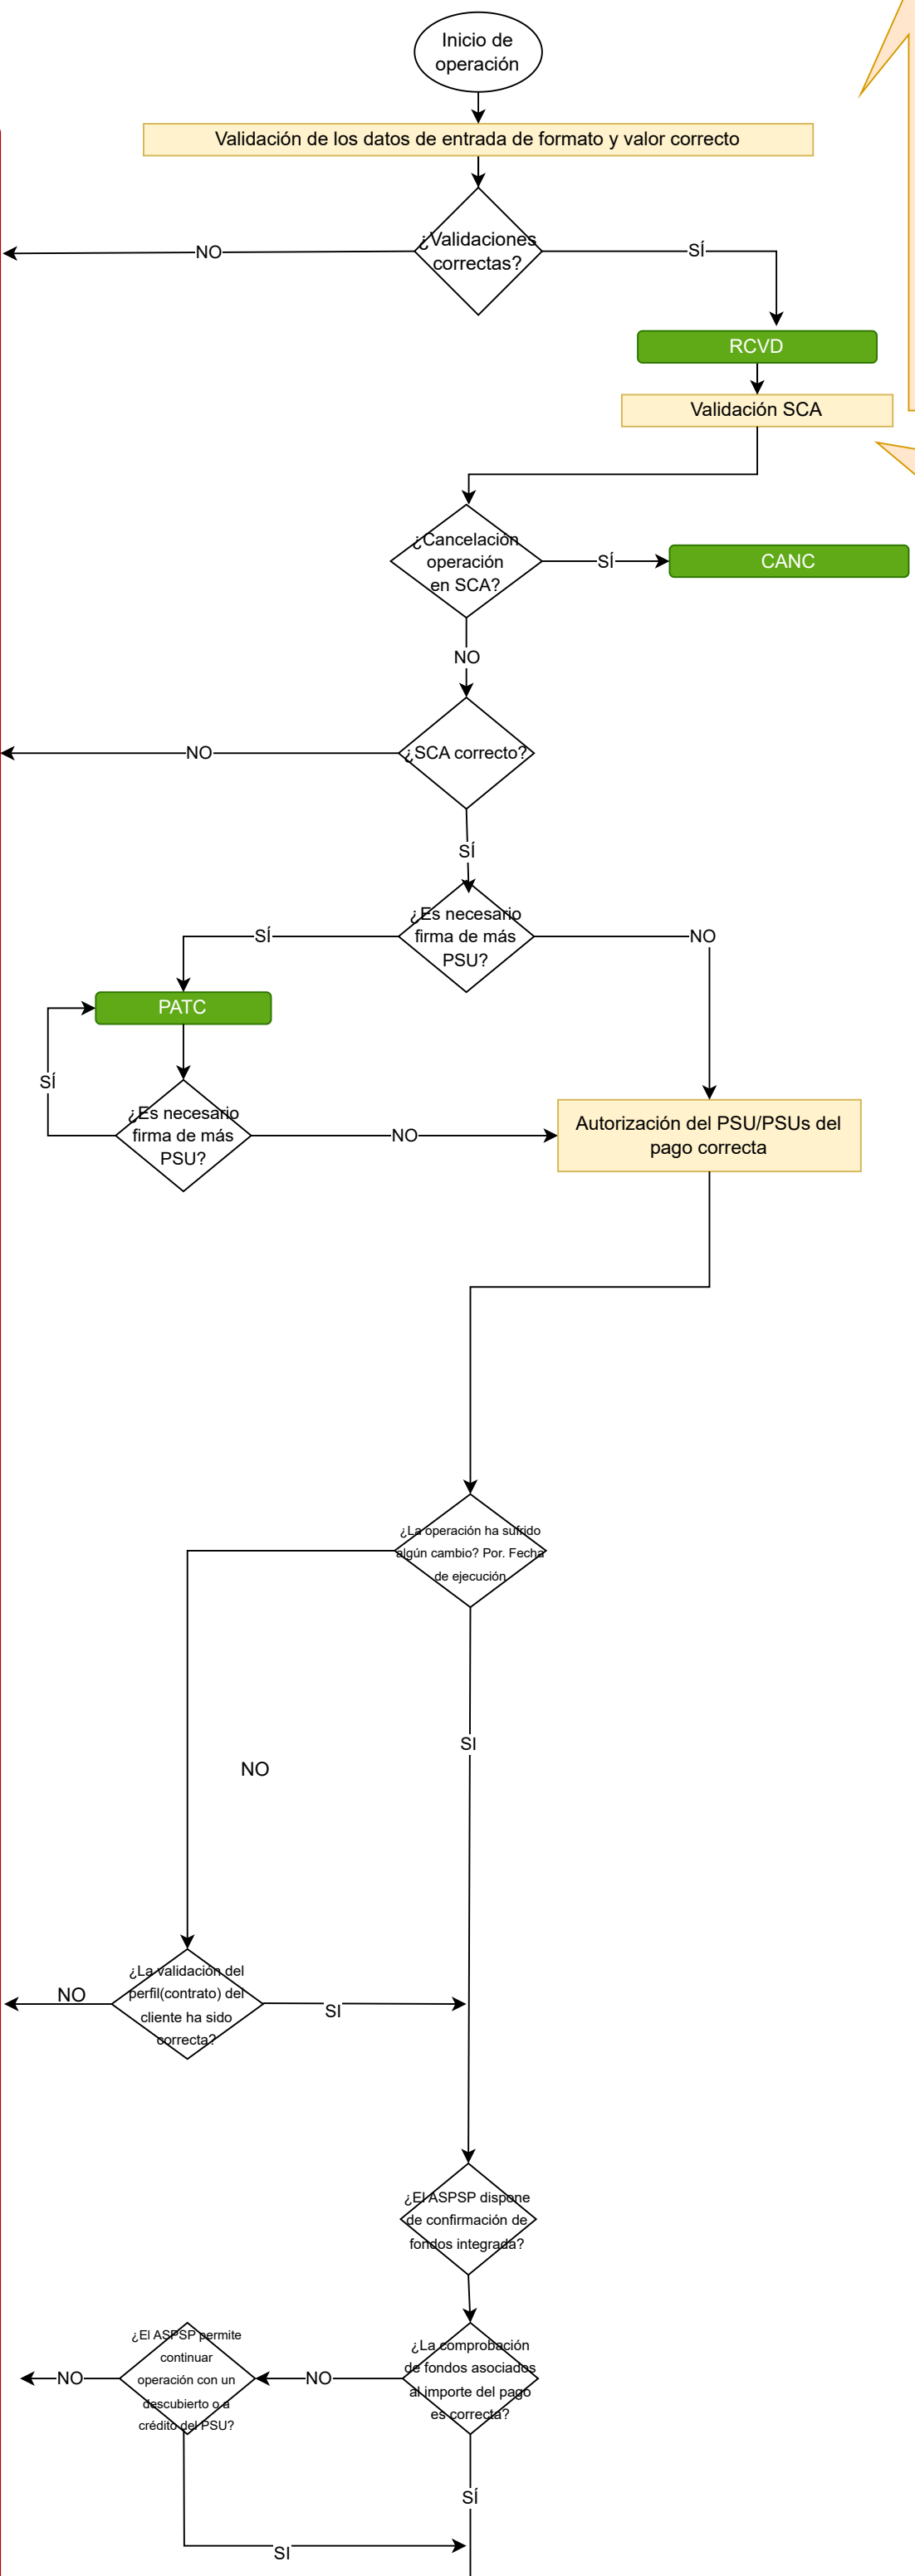 Inicio de
operación
Validación de los datos de entrada de formato y valor correcto
¿Validaciones
correctas?
NO
SÍ
RCVD
Validación SCA
¿Cancelación
operación
en SCA?
SÍ
CANC
NO
¿SCA correcto?
NO
SÍ
¿Es necesario
firma de más
PSU?
SÍ
NO
PATC
SÍ
¿Es necesario
firma de más
PSU?
NO
Autorización del PSU/PSUs del
pago correcta
¿La operación ha sufrido
algún cambio? Por. Fecha
de ejecución
SI
NO
¿La validación del
perfil(contrato) del
cliente ha sido
correcta?
NO
SI
¿El ASPSP dispone
de confirmación de
fondos integrada?
¿El ASPSP permite
continuar
operación con un
descubierto o a
crédito del PSU?
¿La comprobación
de fondos asociados
al importe del pago
es correcta?
NO
NO
SÍ
SI